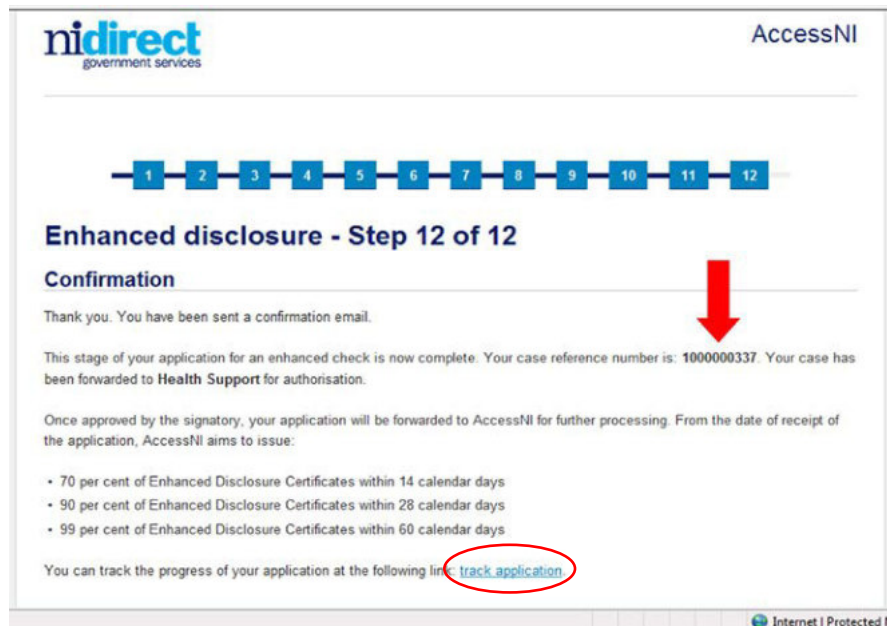 nidirect
government services
AccessNI
1 2 3 4 5 6 7 8 9 10 11 12
Enhanced disclosure - Step 12 of 12
Confirmation
Thank you. You have been sent a confirmation email.
This stage of your application for an enhanced check is now complete. Your case reference number is: 1000000337. Your case has
been forwarded to Health Support for authorisation.
Once approved by the signatory, your application will be forwarded to AccessNI for further processing. From the date of receipt of
the application, AccessNI aims to issue:
• 70 per cent of Enhanced Disclosure Certificates within 14 calendar days
• 90 per cent of Enhanced Disclosure Certificates within 28 calendar days
• 99 per cent of Enhanced Disclosure Certificates within 60 calendar days
You can track the progress of your application at the following link: track application.
Internet | Protected